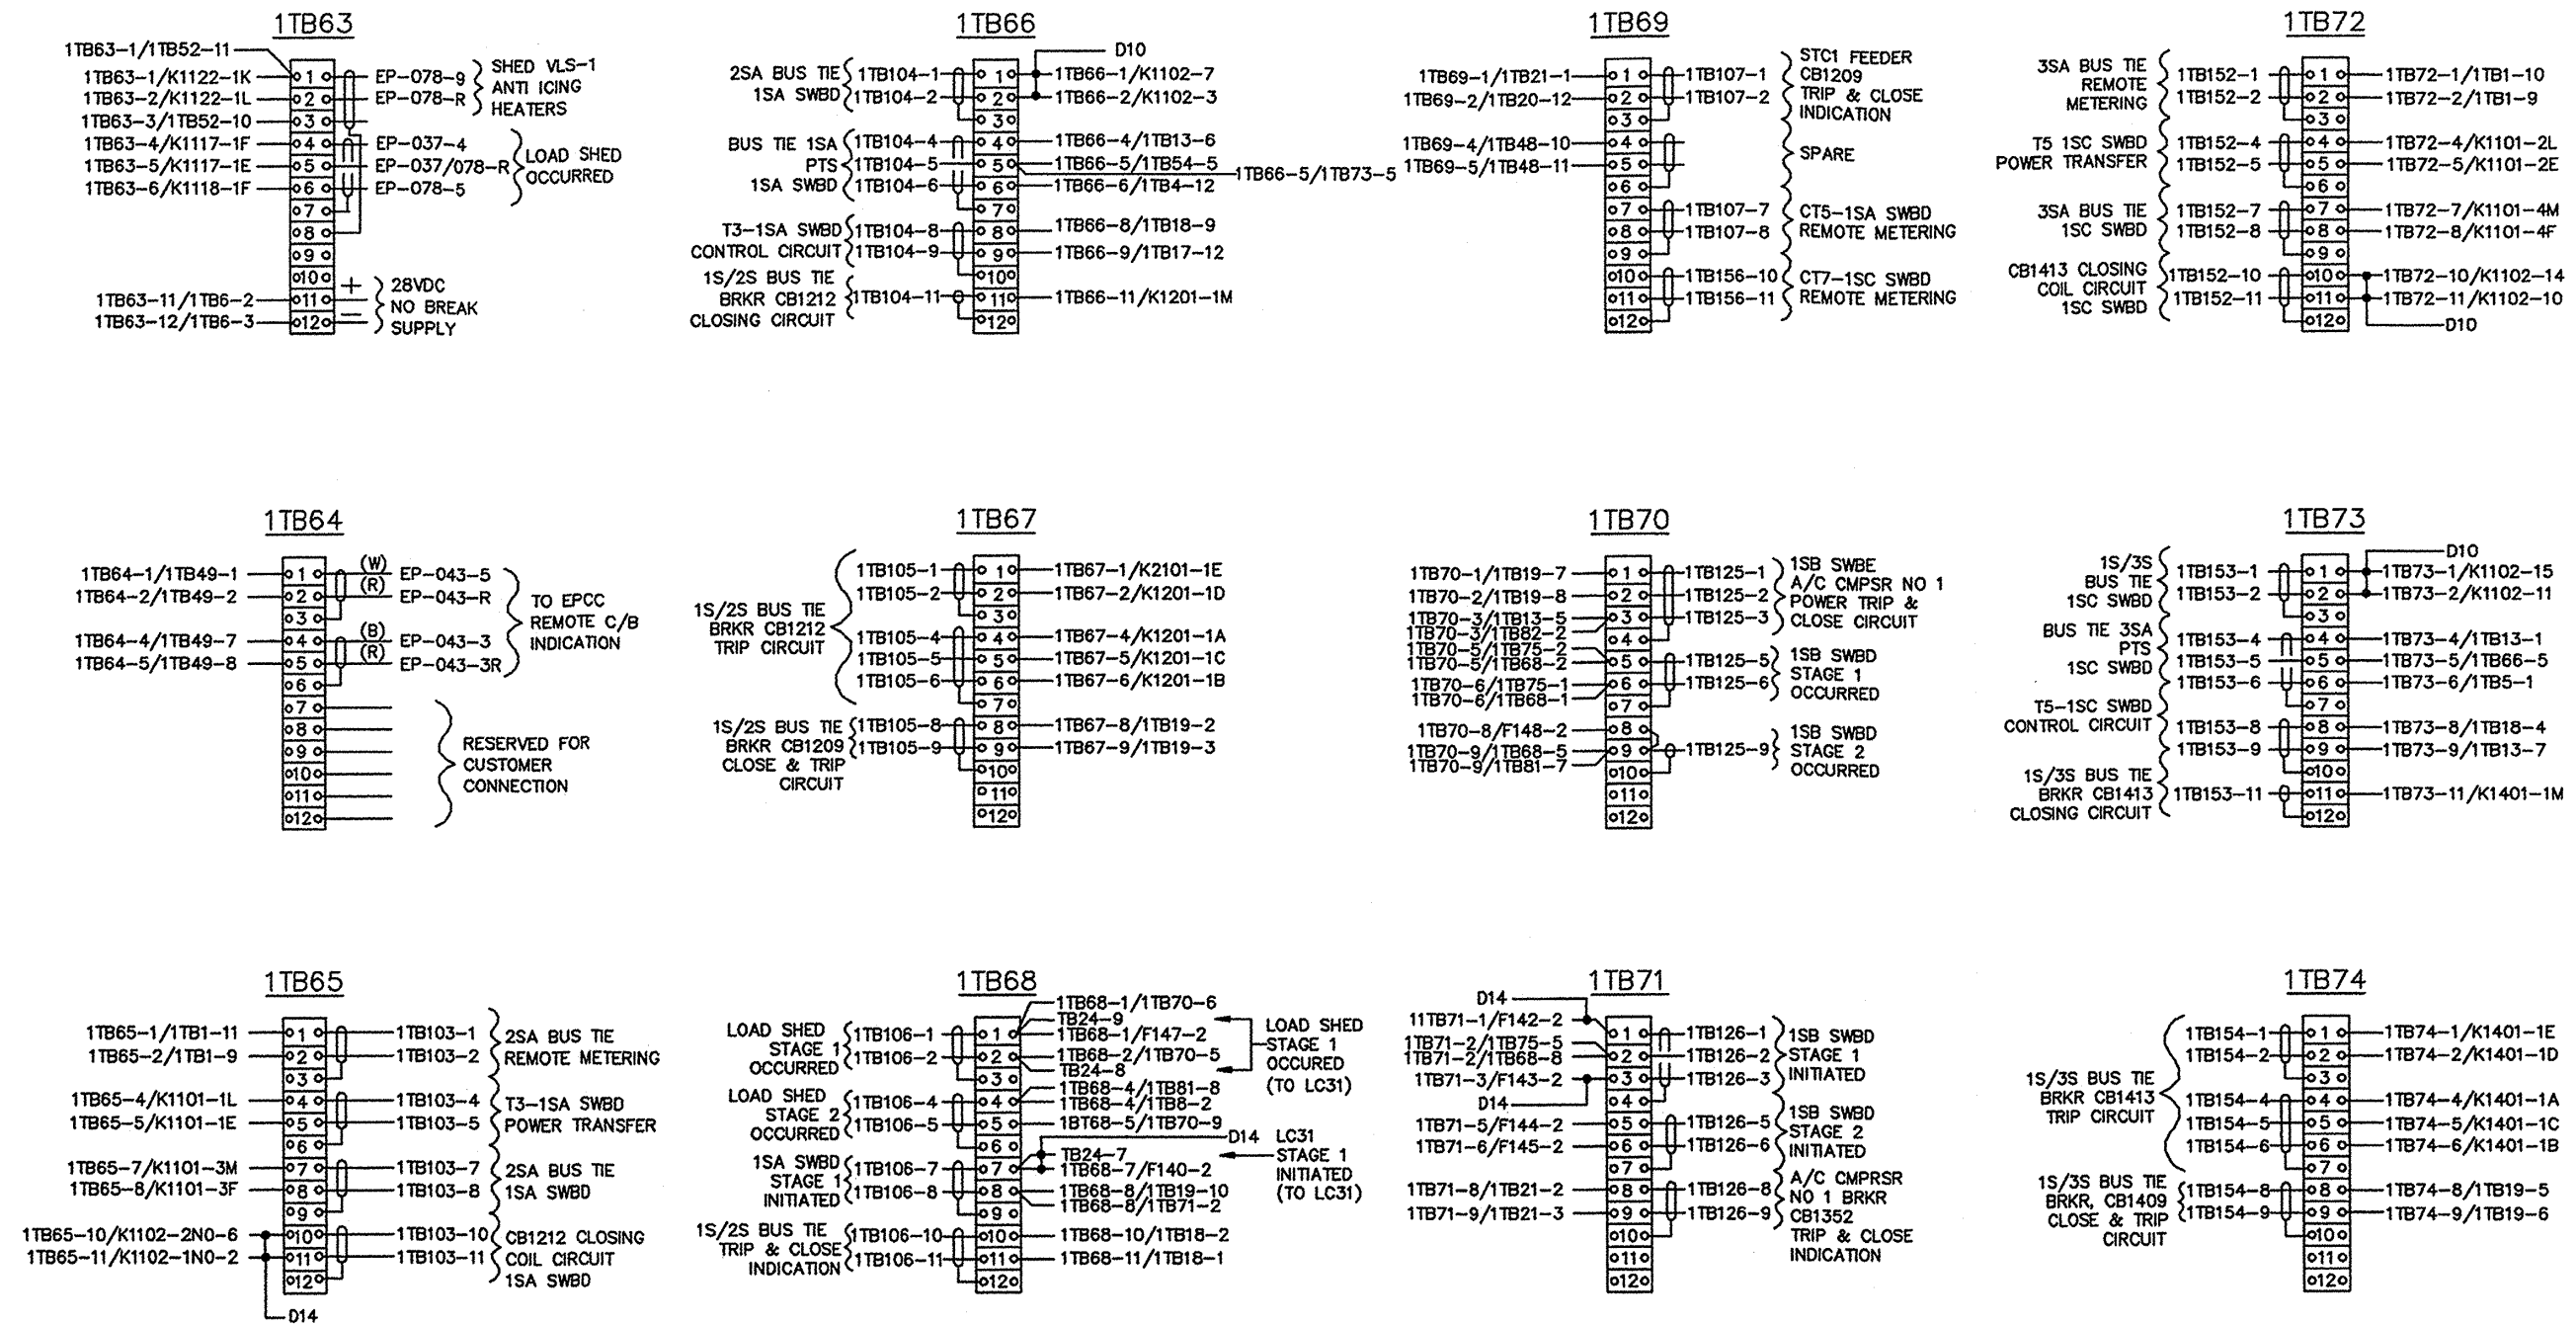 1TB63
1TB63-1/1TB52-11
1TB63-1/K1122-1K
1TB63-2/K1122-1L
1TB63-3/1TB52-10
1TB63-4/K1117-1F
1TB63-5/K1117-1E
1TB63-6/K1118-1F
1TB63-11/1TB6-2
1TB63-12/1TB6-3
1
2
3
4
5
6
7
8
9
10
11
12
EP-078-9
EP-078-R
EP-037-4
EP-037/078-R
EP-078-5
+
−
SHED VLS-1
ANTI ICING
HEATERS
LOAD SHED
OCCURRED
28VDC
NO BREAK
SUPPLY
1TB66
2SA BUS TIE
1SA SWBD
BUS TIE 1SA
PTS
1SA SWBD
T3-1SA SWBD
CONTROL CIRCUIT
1S/2S BUS TIE
BRKR CB1212
CLOSING CIRCUIT
1TB104-1
1TB104-2
1TB104-4
1TB104-5
1TB104-6
1TB104-8
1TB104-9
1TB104-11
1
2
3
4
5
6
7
8
9
10
11
12
D10
1TB66-1/K1102-7
1TB66-2/K1102-3
1TB66-4/1TB13-6
1TB66-5/1TB54-5
1TB66-5/1TB73-5
1TB66-6/1TB4-12
1TB66-8/1TB18-9
1TB66-9/1TB17-12
1TB66-11/K1201-1M
1TB69
1TB69-1/1TB21-1
1TB69-2/1TB20-12
1TB69-4/1TB48-10
1TB69-5/1TB48-11
1
2
3
4
5
6
7
8
9
10
11
12
1TB107-1
1TB107-2
1TB107-7
1TB107-8
1TB156-10
1TB156-11
STC1 FEEDER
CB1209
TRIP & CLOSE
INDICATION
SPARE
CT5-1SA SWBD
REMOTE METERING
CT7-1SC SWBD
REMOTE METERING
1TB72
3SA BUS TIE
REMOTE
METERING
T5 1SC SWBD
POWER TRANSFER
3SA BUS TIE
1SC SWBD
CB1413 CLOSING
COIL CIRCUIT
1SC SWBD
1TB152-1
1TB152-2
1TB152-4
1TB152-5
1TB152-7
1TB152-8
1TB152-10
1TB152-11
1
2
3
4
5
6
7
8
9
10
11
12
1TB72-1/1TB1-10
1TB72-2/1TB1-9
1TB72-4/K1101-2L
1TB72-5/K1101-2E
1TB72-7/K1101-4M
1TB72-8/K1101-4F
1TB72-10/K1102-14
1TB72-11/K1102-10
D10
1TB64
1TB64-1/1TB49-1
1TB64-2/1TB49-2
1TB64-4/1TB49-7
1TB64-5/1TB49-8
1
2
3
4
5
6
7
8
9
10
11
12
(W)
(R)
(B)
(R)
EP-043-5
EP-043-R
EP-043-3
EP-043-3R
TO EPCC
REMOTE C/B
INDICATION
RESERVED FOR
CUSTOMER
CONNECTION
1TB67
1S/2S BUS TIE
BRKR CB1212
TRIP CIRCUIT
1S/2S BUS TIE
BRKR CB1209
CLOSE & TRIP
CIRCUIT
1TB105-1
1TB105-2
1TB105-4
1TB105-5
1TB105-6
1TB105-8
1TB105-9
1
2
3
4
5
6
7
8
9
10
11
12
1TB67-1/K2101-1E
1TB67-2/K1201-1D
1TB67-4/K1201-1A
1TB67-5/K1201-1C
1TB67-6/K1201-1B
1TB67-8/1TB19-2
1TB67-9/1TB19-3
1TB70
1TB70-1/1TB19-7
1TB70-2/1TB19-8
1TB70-3/1TB13-5
1TB70-3/1TB82-2
1TB70-5/1TB75-2
1TB70-5/1TB68-2
1TB70-6/1TB75-1
1TB70-6/1TB68-1
1TB70-8/F148-2
1TB70-9/1TB68-5
1TB70-9/1TB81-7
1
2
3
4
5
6
7
8
9
10
11
12
1TB125-1
1TB125-2
1TB125-3
1TB125-5
1TB125-6
1TB125-9
1SB SWBE
A/C CMPSR NO 1
POWER TRIP &
CLOSE CIRCUIT
1SB SWBD
STAGE 1
OCCURRED
1SB SWBD
STAGE 2
OCCURRED
1TB73
1S/3S
BUS TIE
1SC SWBD
BUS TIE 3SA
PTS
1SC SWBD
T5-1SC SWBD
CONTROL CIRCUIT
1S/3S BUS TIE
BRKR CB1413
CLOSING CIRCUIT
1TB153-1
1TB153-2
1TB153-4
1TB153-5
1TB153-6
1TB153-8
1TB153-9
1TB153-11
1
2
3
4
5
6
7
8
9
10
11
12
D10
1TB73-1/K1102-15
1TB73-2/K1102-11
1TB73-4/1TB13-1
1TB73-5/1TB66-5
1TB73-6/1TB5-1
1TB73-8/1TB18-4
1TB73-9/1TB13-7
1TB73-11/K1401-1M
1TB65
1TB65-1/1TB1-11
1TB65-2/1TB1-9
1TB65-4/K1101-1L
1TB65-5/K1101-1E
1TB65-7/K1101-3M
1TB65-8/K1101-3F
1TB65-10/K1102-2N0-6
1TB65-11/K1102-1N0-2
D14
1
2
3
4
5
6
7
8
9
10
11
12
1TB103-1
1TB103-2
1TB103-4
1TB103-5
1TB103-7
1TB103-8
1TB103-10
1TB103-11
2SA BUS TIE
REMOTE METERING
T3-1SA SWBD
POWER TRANSFER
2SA BUS TIE
1SA SWBD
CB1212 CLOSING
COIL CIRCUIT
1SA SWBD
1TB68
LOAD SHED
STAGE 1
OCCURRED
LOAD SHED
STAGE 2
OCCURRED
1SA SWBD
STAGE 1
INITIATED
1S/2S BUS TIE
TRIP & CLOSE
INDICATION
1TB106-1
1TB106-2
1TB106-4
1TB106-5
1TB106-7
1TB106-8
1TB106-10
1TB106-11
1
2
3
4
5
6
7
8
9
10
11
12
1TB68-1/1TB70-6
TB24-9
1TB68-1/F147-2
1TB68-2/1TB70-5
TB24-8
1TB68-4/1TB81-8
1TB68-4/1TB8-2
1BT68-5/1TB70-9
D14
TB24-7
1TB68-7/F140-2
1TB68-8/1TB19-10
1TB68-8/1TB71-2
1TB68-10/1TB18-2
1TB68-11/1TB18-1
LOAD SHED
STAGE 1
OCCURED
(TO LC31)
LC31
STAGE 1
INITIATED
(TO LC31)
1TB71
D14
11TB71-1/F142-2
1TB71-2/1TB75-5
1TB71-2/1TB68-8
1TB71-3/F143-2
D14
1TB71-5/F144-2
1TB71-6/F145-2
1TB71-8/1TB21-2
1TB71-9/1TB21-3
1
2
3
4
5
6
7
8
9
10
11
12
1TB126-1
1TB126-2
1TB126-3
1TB126-5
1TB126-6
1TB126-8
1TB126-9
1SB SWBD
STAGE 1
INITIATED
1SB SWBD
STAGE 2
INITIATED
A/C CMPRSR
NO 1 BRKR
CB1352
TRIP & CLOSE
INDICATION
1TB74
1S/3S BUS TIE
BRKR CB1413
TRIP CIRCUIT
1S/3S BUS TIE
BRKR, CB1409
CLOSE & TRIP
CIRCUIT
1TB154-1
1TB154-2
1TB154-4
1TB154-5
1TB154-6
1TB154-8
1TB154-9
1
2
3
4
5
6
7
8
9
10
11
12
1TB74-1/K1401-1E
1TB74-2/K1401-1D
1TB74-4/K1401-1A
1TB74-5/K1401-1C
1TB74-6/K1401-1B
1TB74-8/1TB19-5
1TB74-9/1TB19-6